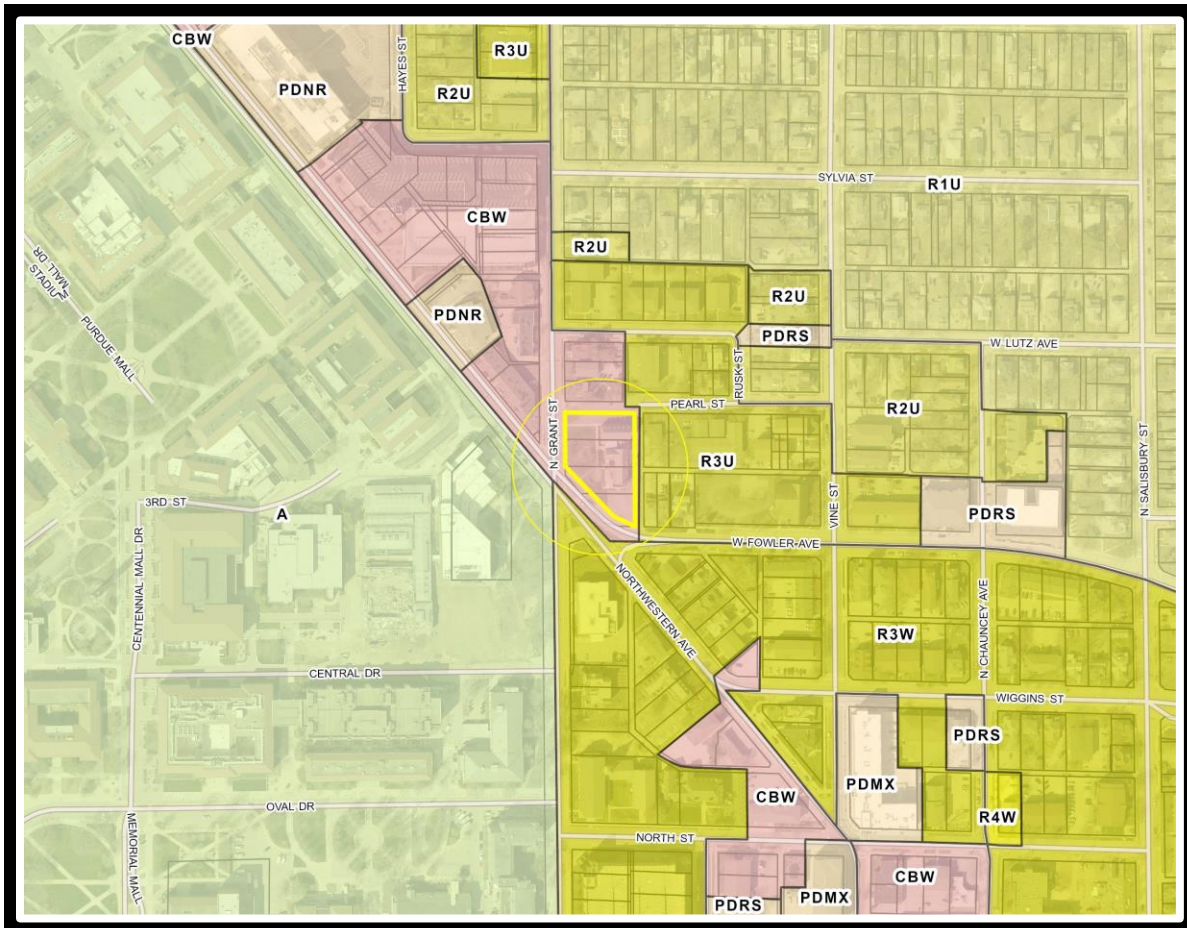 CBW
HAYES ST
R3U
PDNR
R2U
SYLVIA ST
R1U
CBW
R2U
MALL DR
STADIU
M
R2U
PDNR
PURDUE MALL
PDRS
W LUTZ AVE
RUSK ST
PEARL ST
R2U
N GRANT ST
N SALISBURY ST
R3U
3RD ST
A
VINE ST
PDRS
W FOWLER AVE
CENTENNIAL MALL DR
NORTHWESTERN AVE
N CHAUNCEY AVE
R3W
CENTRAL DR
WIGGINS ST
PDRS
PDMX
CBW
OVAL DR
R4W
NORTH ST
MEMORIAL MALL
CBW
PDRS
PDMX